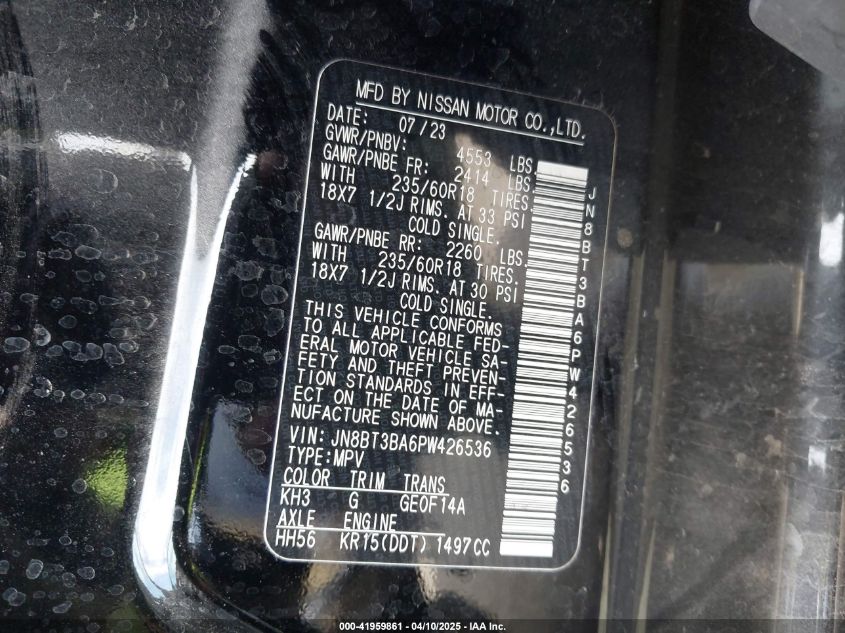 MFD BY NISSAN MOTOR CO.,LTD.
DATE: 07/23
GVWR/PNBV: 4553 LBS.
GAWR/PNBE FR: 2414 LBS.
WITH 235/60R18 TIRES.
18X7 1/2J RIMS. AT 33 PSI
COLD SINGLE.
GAWR/PNBE RR: 2260 LBS.
WITH 235/60R18 TIRES.
18X7 1/2J RIMS. AT 30 PSI
COLD SINGLE.
THIS VEHICLE CONFORMS
TO ALL APPLICABLE FED-
ERAL MOTOR VEHICLE SA-
FETY AND THEFT PREVEN-
TION STANDARDS IN EFF-
ECT ON THE DATE OF MA-
NUFACTURE SHOWN ABOVE.
VIN: JN8BT3BA6PW426536
TYPE: MPV
COLOR TRIM TRANS
KH3 G GE0F14A
AXLE ENGINE
HH56 KR15(DDT) 1497CC
JN8BT3BA6PW426536
000-41959861 - 04/10/2025 - IAA Inc.